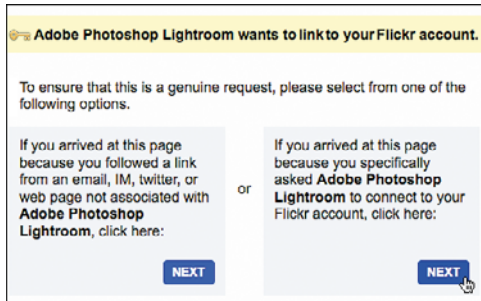 Adobe Photoshop Lightroom wants to link to your Flickr account.
To ensure that this is a genuine request, please select from one of the
following options.
If you arrived at this page
because you followed a link
from an email, IM, twitter, or
web page not associated with
Adobe Photoshop
Lightroom, click here:
NEXT
or
If you arrived at this page
because you specifically
asked Adobe Photoshop
Lightroom to connect to your
Flickr account, click here:
NEXT